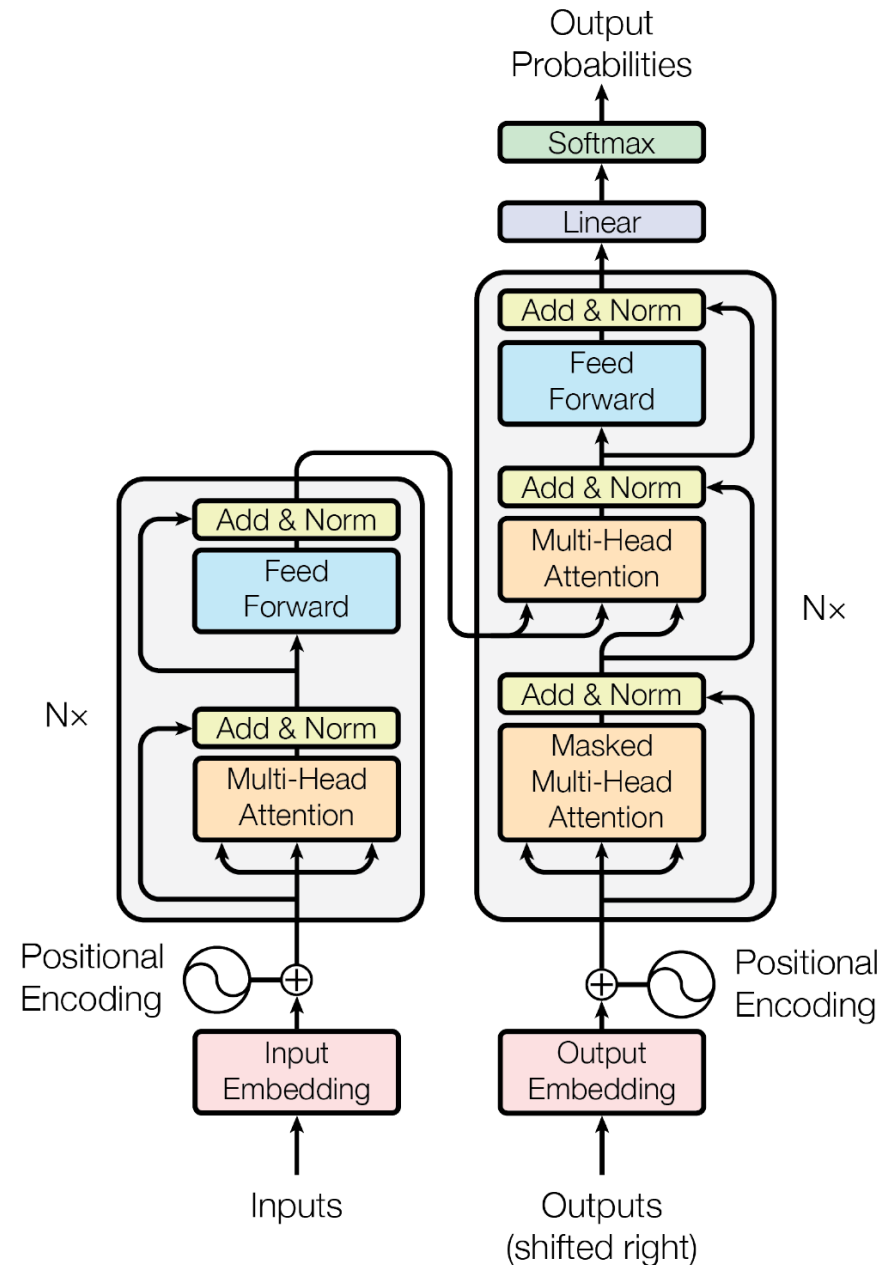 Output
Probabilities
Softmax
Linear
Add & Norm
Feed
Forward
Add & Norm
Multi-Head
Attention
Nx
Add & Norm
Masked
Multi-Head
Attention
Add & Norm
Feed
Forward
Nx
Add & Norm
Multi-Head
Attention
Positional
Encoding
Positional
Encoding
Input
Embedding
Output
Embedding
Inputs
Outputs
(shifted right)